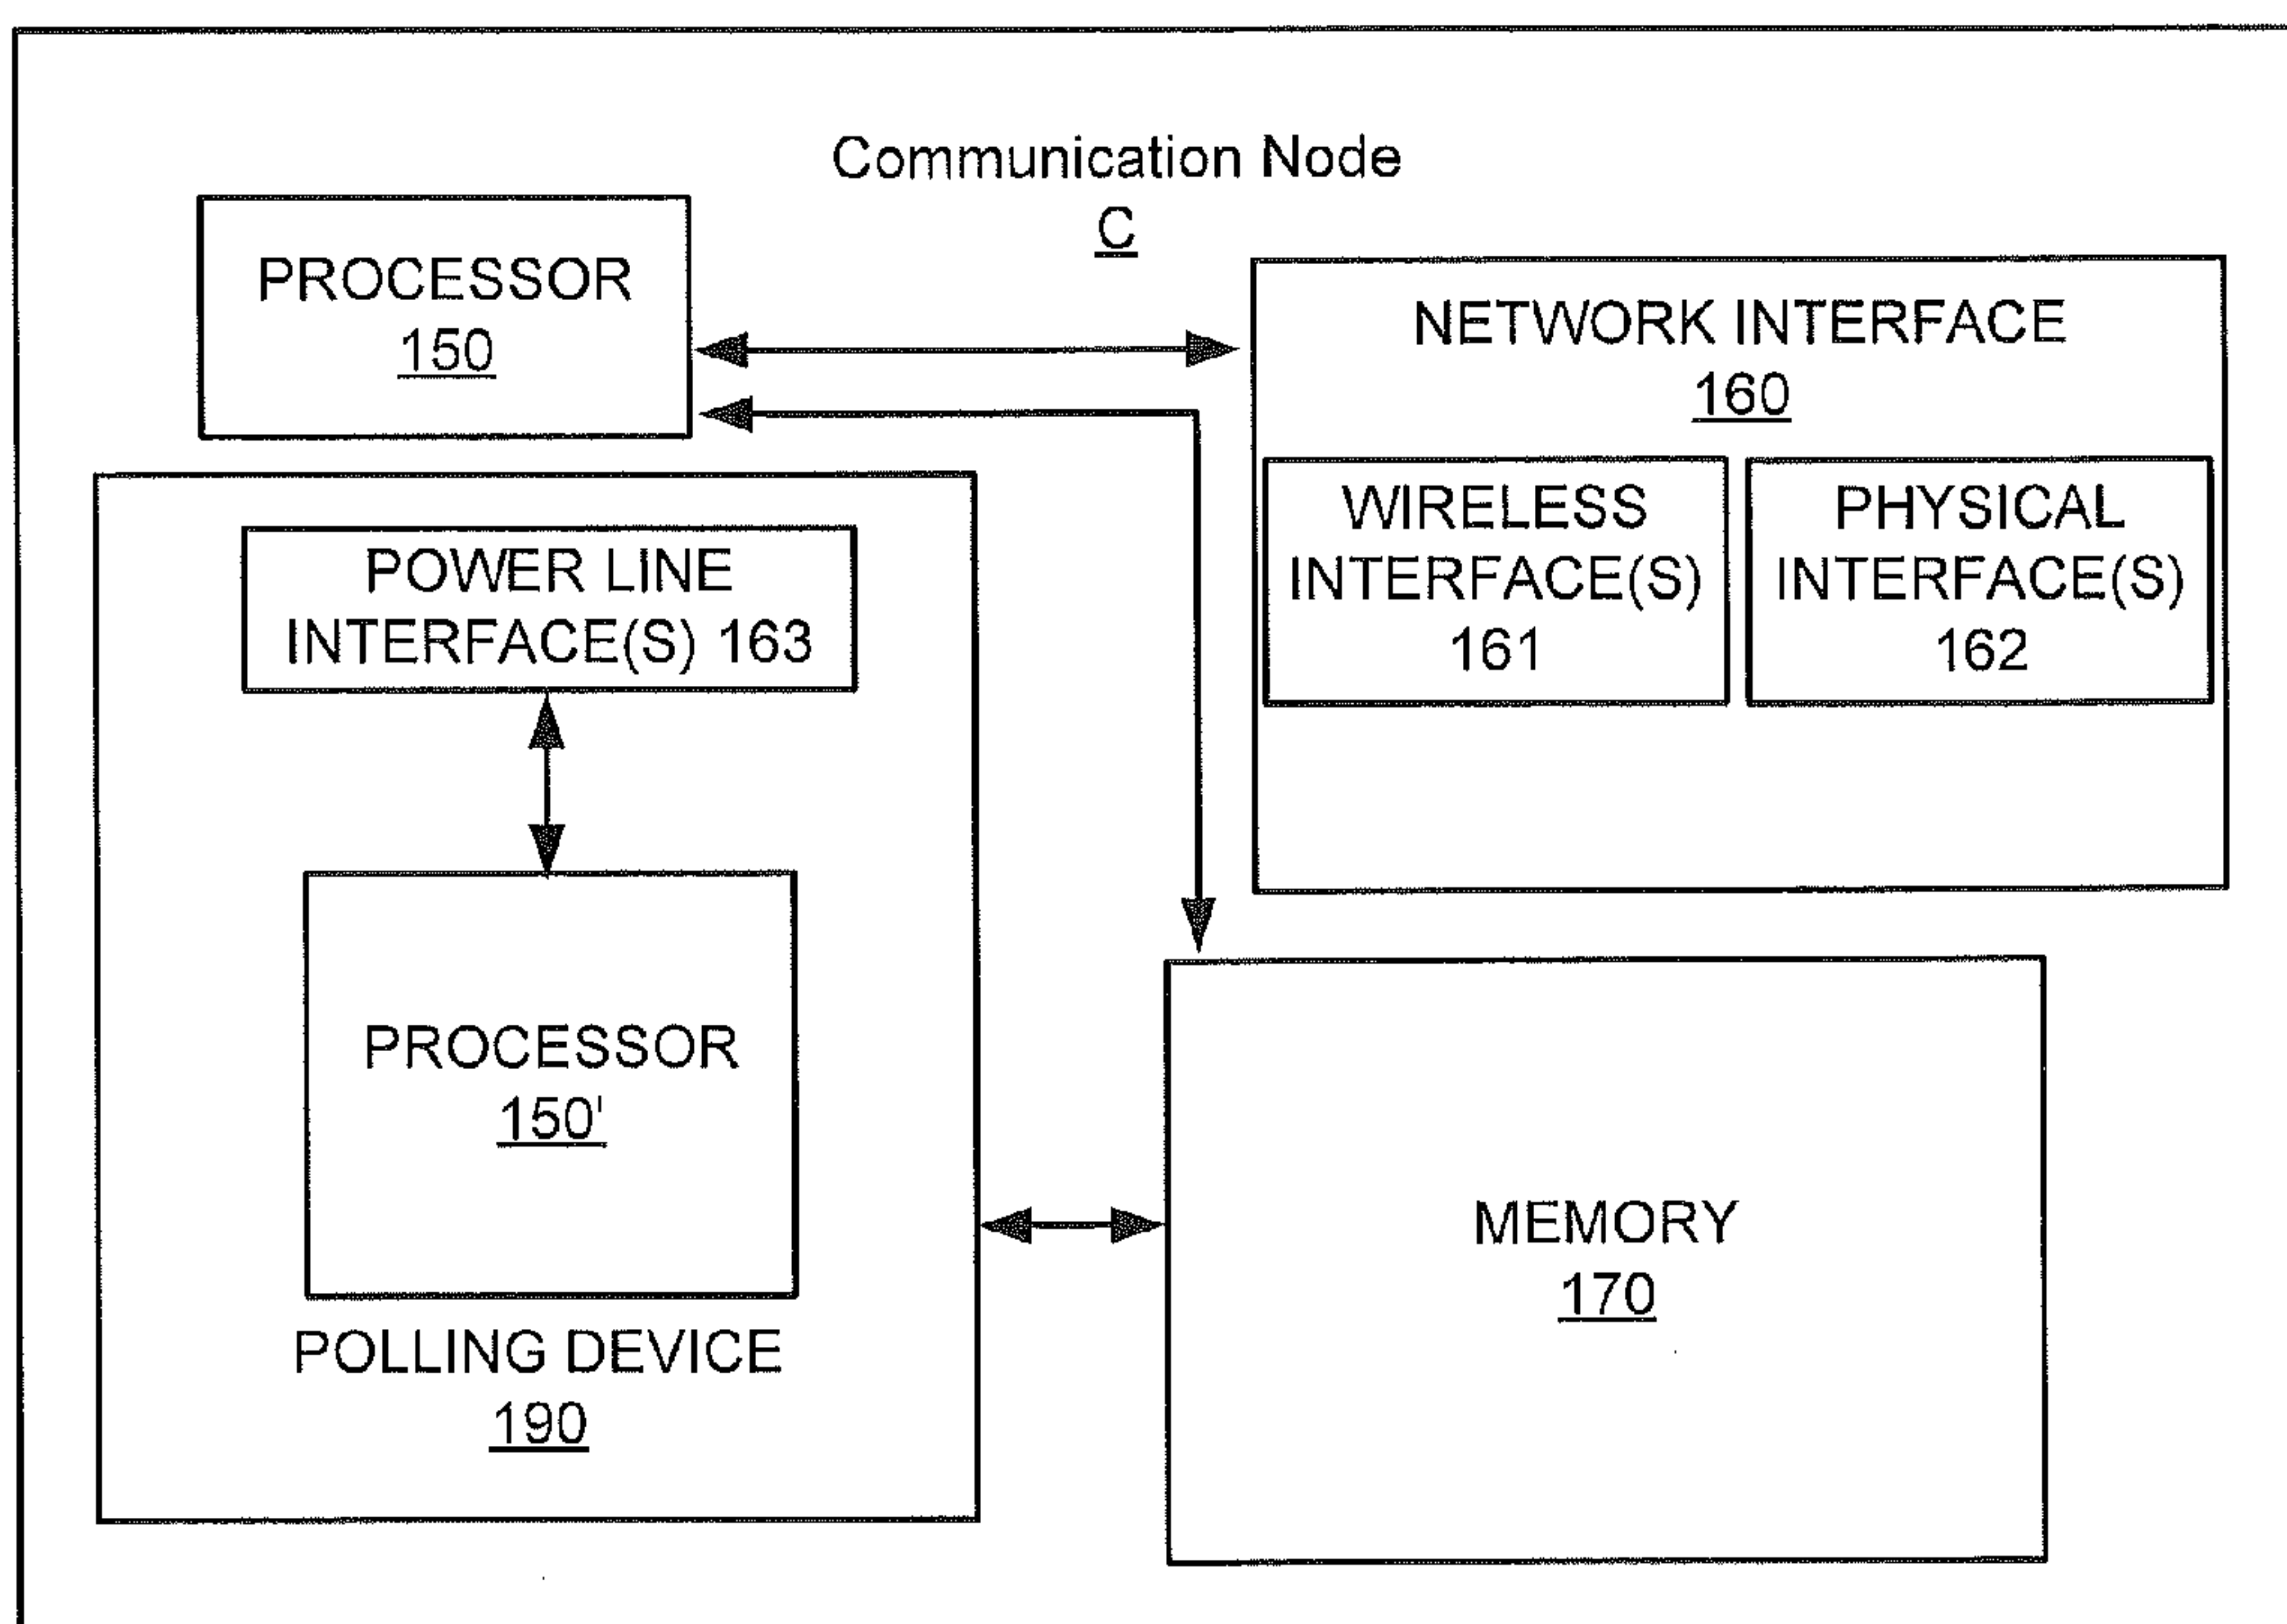 Communication Node
C
PROCESSOR
150
NETWORK INTERFACE
160
WIRELESS
INTERFACE(S)
161
PHYSICAL
INTERFACE(S)
162
POWER LINE
INTERFACE(S) 163
PROCESSOR
150'
POLLING DEVICE
190
MEMORY
170